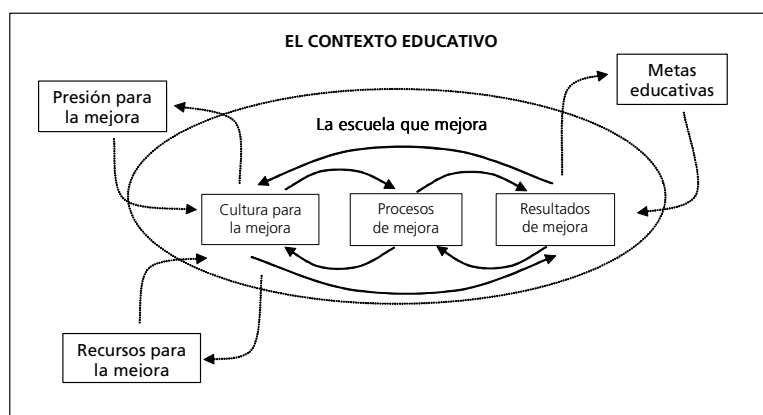 EL CONTEXTO EDUCATIVO
Metas
educativas
Presión para
la mejora
La escuela que mejora
Cultura para
la mejora
Procesos
de mejora
Resultados
de mejora
Recursos para
la mejora